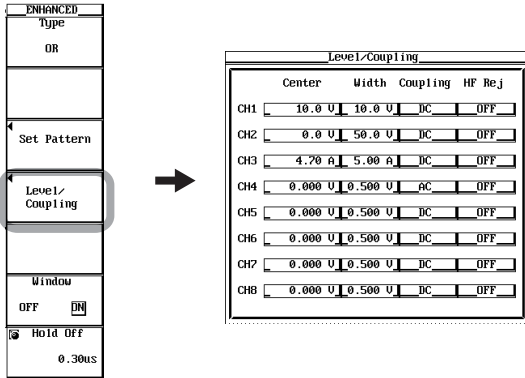 ENHANCED
Type
OR
Set Pattern
Level/
Coupling
Window
OFF ON
Hold Off
0.30us
Level/Coupling
Center Width Coupling HF Rej
CH1 10.0 V 10.0 V DC OFF
CH2 0.0 V 50.0 V DC OFF
CH3 4.70 A 5.00 A DC OFF
CH4 0.000 V 0.500 V AC OFF
CH5 0.000 V 0.500 V DC OFF
CH6 0.000 V 0.500 V DC OFF
CH7 0.000 V 0.500 V DC OFF
CH8 0.000 V 0.500 V DC OFF